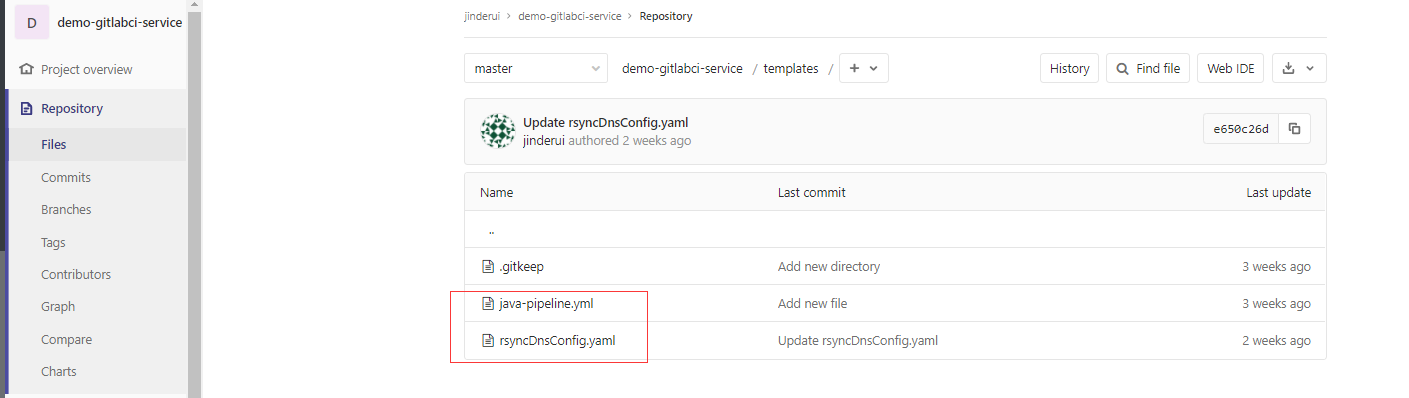 D demo-gitlabci-service
Project overview
Repository
Files
Commits
Branches
Tags
Contributors
Graph
Compare
Charts
jinderui › demo-gitlabci-service › Repository
master demo-gitlabci-service / templates / + History Find file Web IDE
Update rsyncDnsConfig.yaml
jinderui authored 2 weeks ago
e650c26d
Name Last commit Last update
..
.gitkeep Add new directory 3 weeks ago
java-pipeline.yml Add new file 3 weeks ago
rsyncDnsConfig.yaml Update rsyncDnsConfig.yaml 2 weeks ago